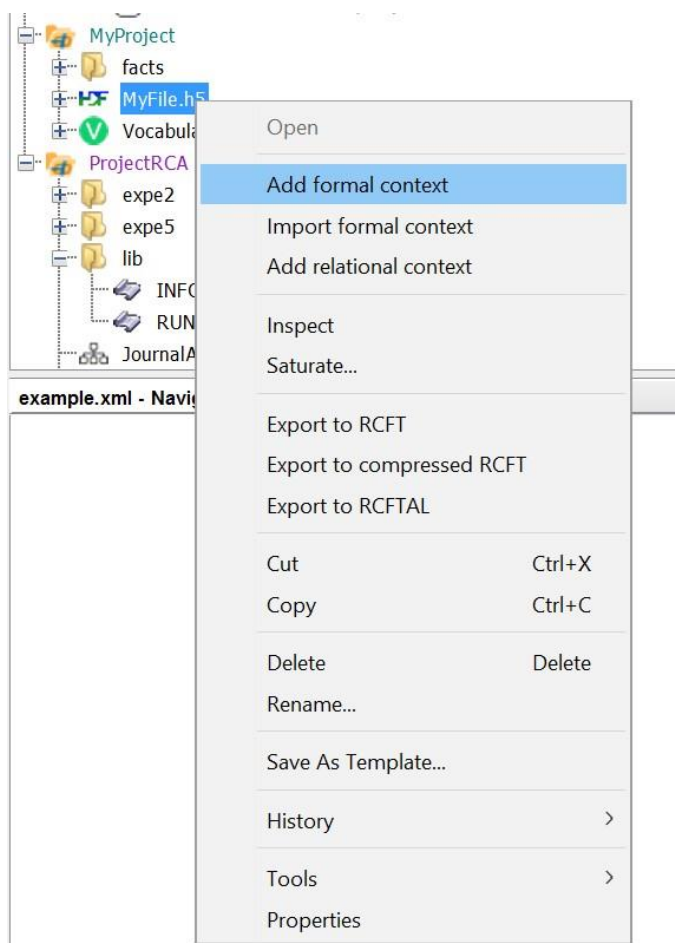 MyProject
facts
HDF MyFile.h5
V Vocabula
ProjectRCA
expe2
expe5
lib
INFO
RUN
JournalA
example.xml - Navig
Open
Add formal context
Import formal context
Add relational context
Inspect
Saturate...
Export to RCFT
Export to compressed RCFT
Export to RCFTAL
Cut Ctrl+X
Copy Ctrl+C
Delete Delete
Rename...
Save As Template...
History
Tools
Properties